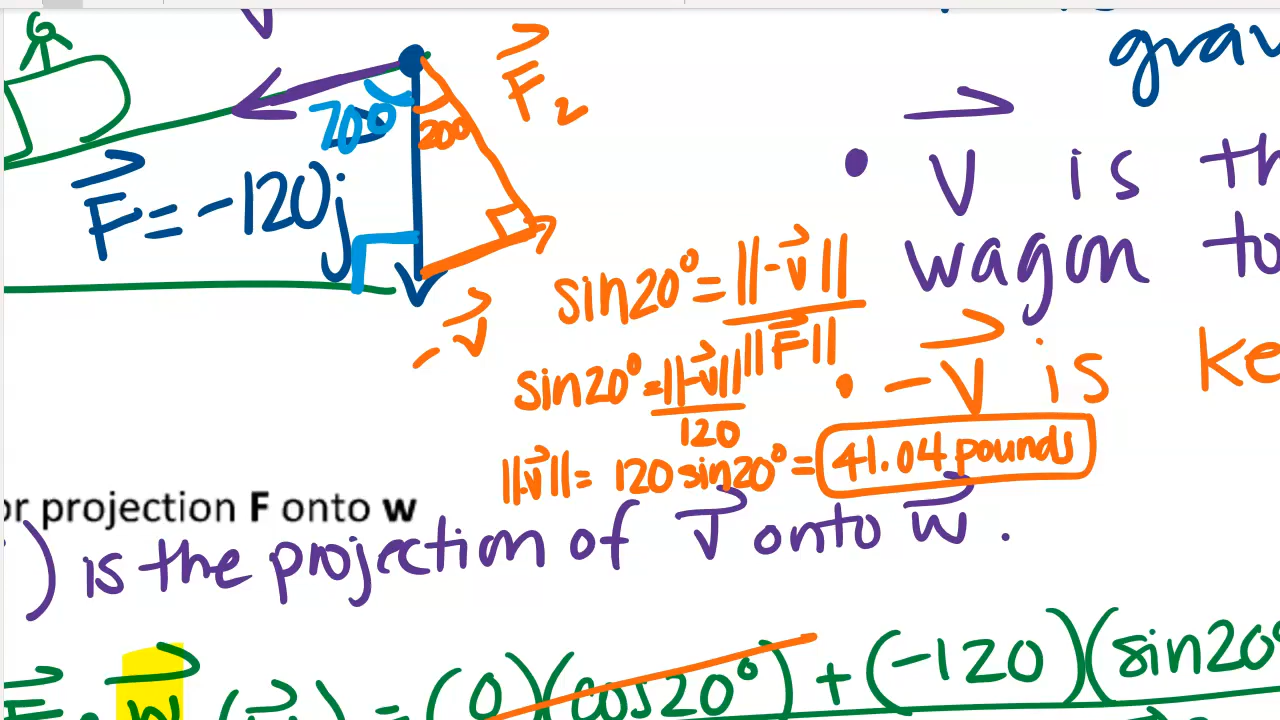 V
G
grav
F₂
70°
20°
F = -120j
• V is th
wagon to
sin20° = ||-v|| / ||F||
-v
sin20° = ||-v|| / 120
• -V is ke
||-v|| = 120 sin20° = 41.04 pounds
or projection F onto w
) is the projection of v onto w.
F · w (w) = (0)(cos20°) + (-120)(sin20°